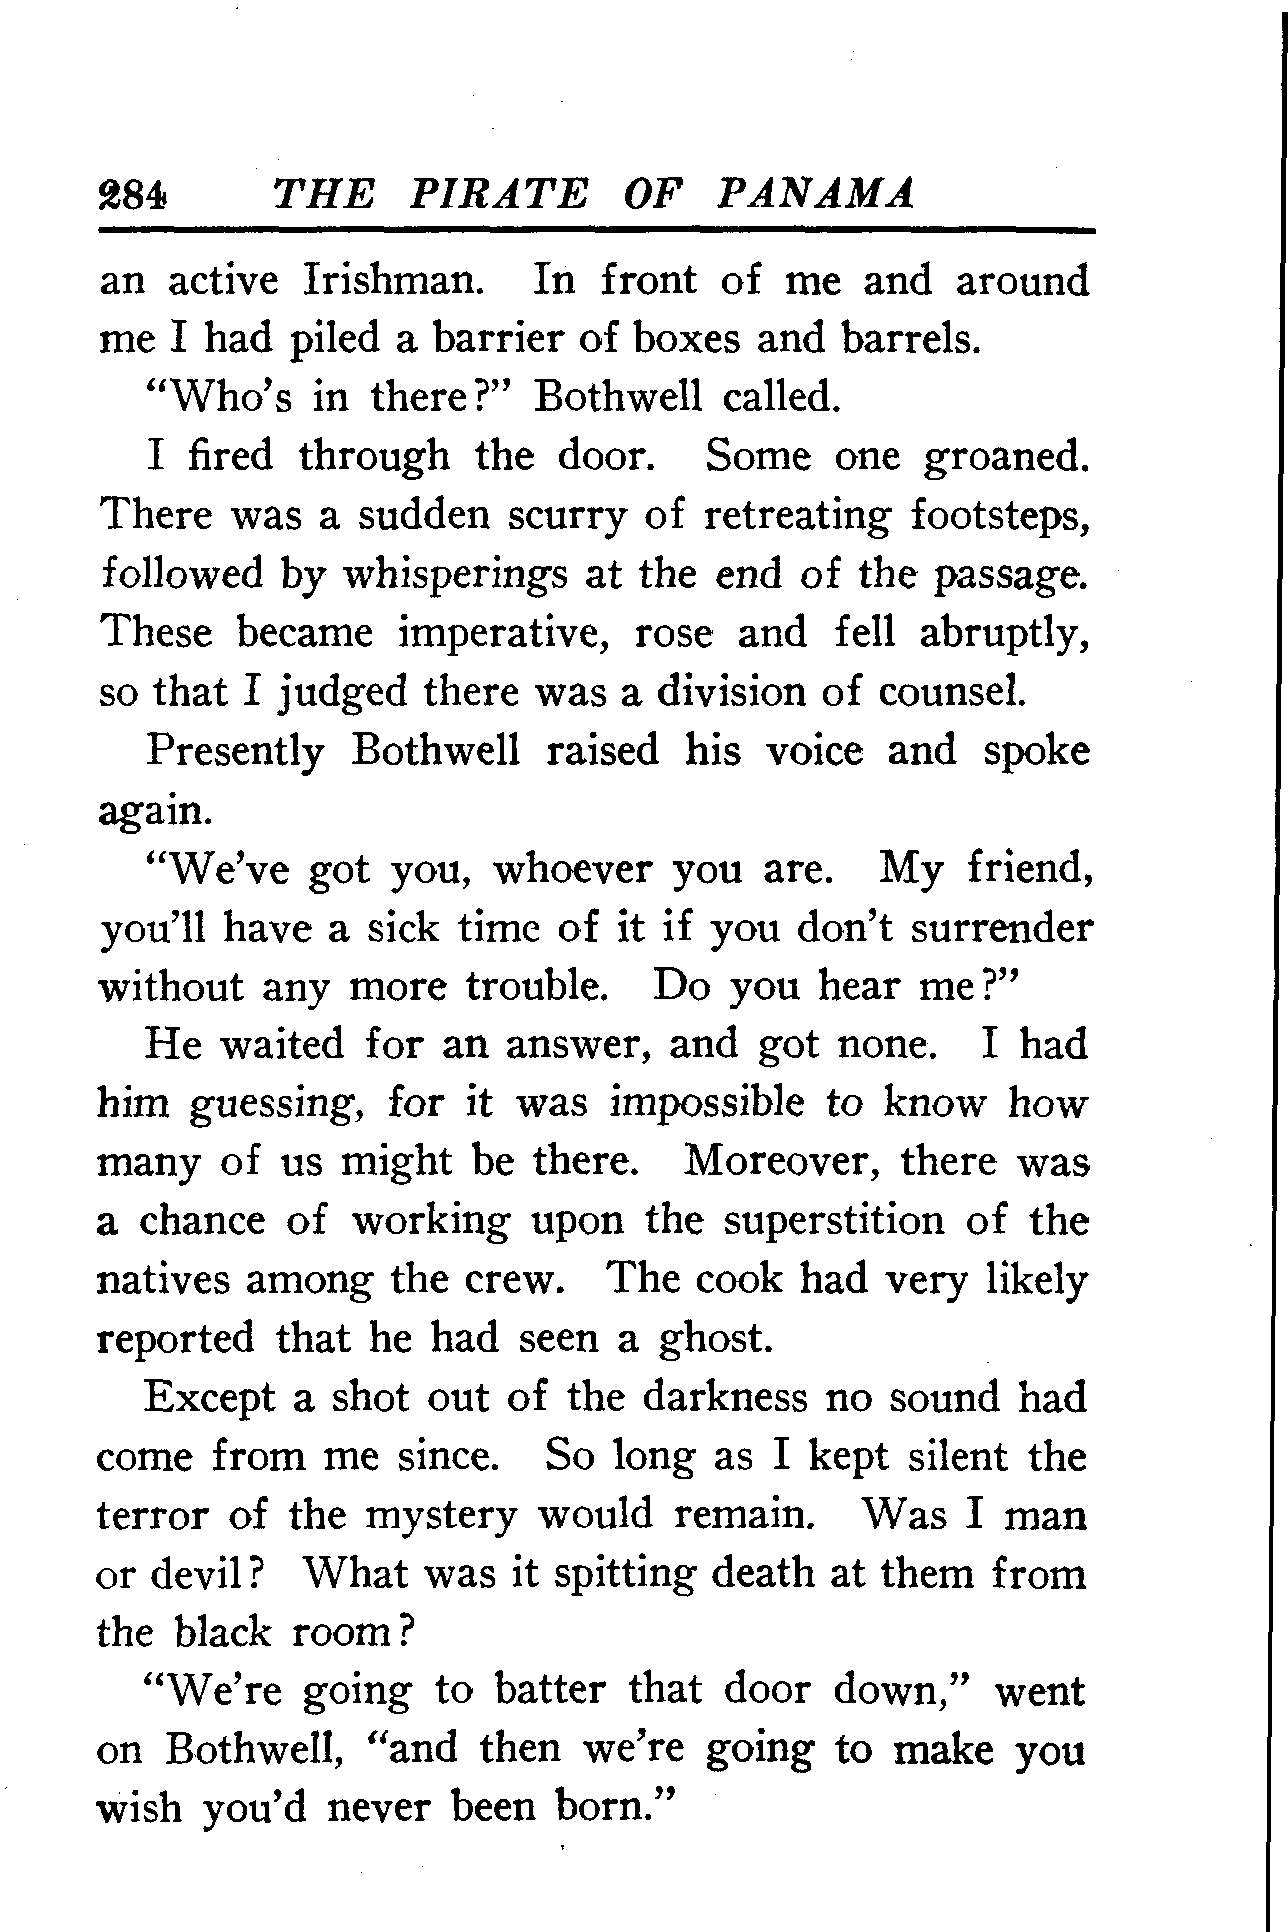 284 THE PIRATE OF PANAMA
an active Irishman. In front of me and around
me I had piled a barrier of boxes and barrels.
"Who's in there?" Bothwell called.
I fired through the door. Some one groaned.
There was a sudden scurry of retreating footsteps,
followed by whisperings at the end of the passage.
These became imperative, rose and fell abruptly,
so that I judged there was a division of counsel.
Presently Bothwell raised his voice and spoke
again.
"We've got you, whoever you are. My friend,
you'll have a sick time of it if you don't surrender
without any more trouble. Do you hear me?"
He waited for an answer, and got none. I had
him guessing, for it was impossible to know how
many of us might be there. Moreover, there was
a chance of working upon the superstition of the
natives among the crew. The cook had very likely
reported that he had seen a ghost.
Except a shot out of the darkness no sound had
come from me since. So long as I kept silent the
terror of the mystery would remain. Was I man
or devil? What was it spitting death at them from
the black room?
"We're going to batter that door down," went
on Bothwell, "and then we're going to make you
wish you'd never been born."